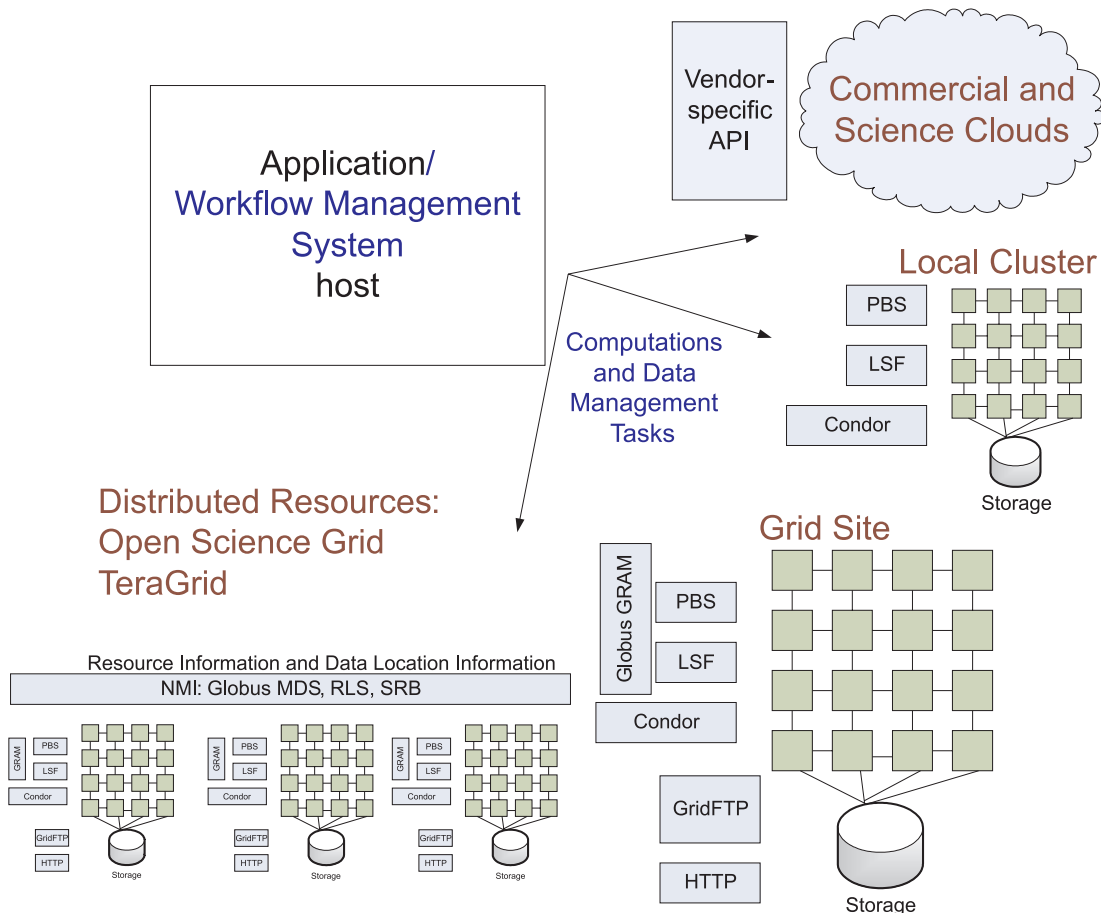 Vendor-
specific
API
Commercial and
Science Clouds
Application/
Workflow Management
System
host
Local Cluster
PBS
LSF
Condor
Storage
Computations
and Data
Management
Tasks
Distributed Resources:
Open Science Grid
TeraGrid
Grid Site
Globus GRAM
PBS
LSF
Condor
GridFTP
HTTP
Storage
Resource Information and Data Location Information
NMI: Globus MDS, RLS, SRB
GRAM
PBS
LSF
Condor
GridFTP
HTTP
Storage
GRAM
PBS
LSF
Condor
GridFTP
HTTP
Storage
GRAM
PBS
LSF
Condor
GridFTP
HTTP
Storage